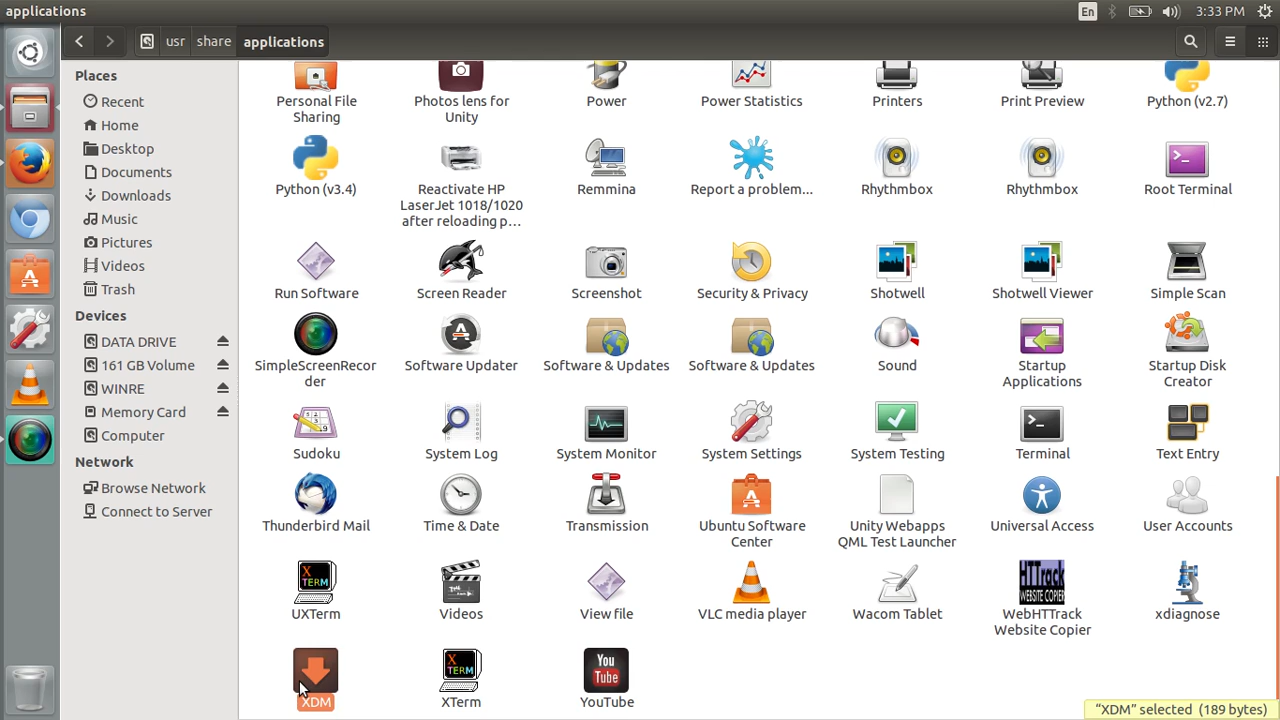 applications
En
3:33 PM
usr
share
applications
Places
Recent
Home
Desktop
Documents
Downloads
Music
Pictures
Videos
Trash
Devices
DATA DRIVE
161 GB Volume
WINRE
Memory Card
Computer
Network
Browse Network
Connect to Server
Personal File
Sharing
Photos lens for
Unity
Power
Power Statistics
Printers
Print Preview
Python (v2.7)
Python (v3.4)
Reactivate HP
LaserJet 1018/1020
after reloading p...
Remmina
Report a problem...
Rhythmbox
Rhythmbox
Root Terminal
Run Software
Screen Reader
Screenshot
Security & Privacy
Shotwell
Shotwell Viewer
Simple Scan
SimpleScreenRecor
der
Software Updater
Software & Updates
Software & Updates
Sound
Startup
Applications
Startup Disk
Creator
Sudoku
System Log
System Monitor
System Settings
System Testing
Terminal
Text Entry
Thunderbird Mail
Time & Date
Transmission
Ubuntu Software
Center
Unity Webapps
QML Test Launcher
Universal Access
User Accounts
X
TERM
UXTerm
Videos
View file
VLC media player
Wacom Tablet
HTTrack
WEBSITE COPIER
WebHTTrack
Website Copier
xdiagnose
XDM
X
TERM
XTerm
You
Tube
YouTube
“XDM” selected (189 bytes)